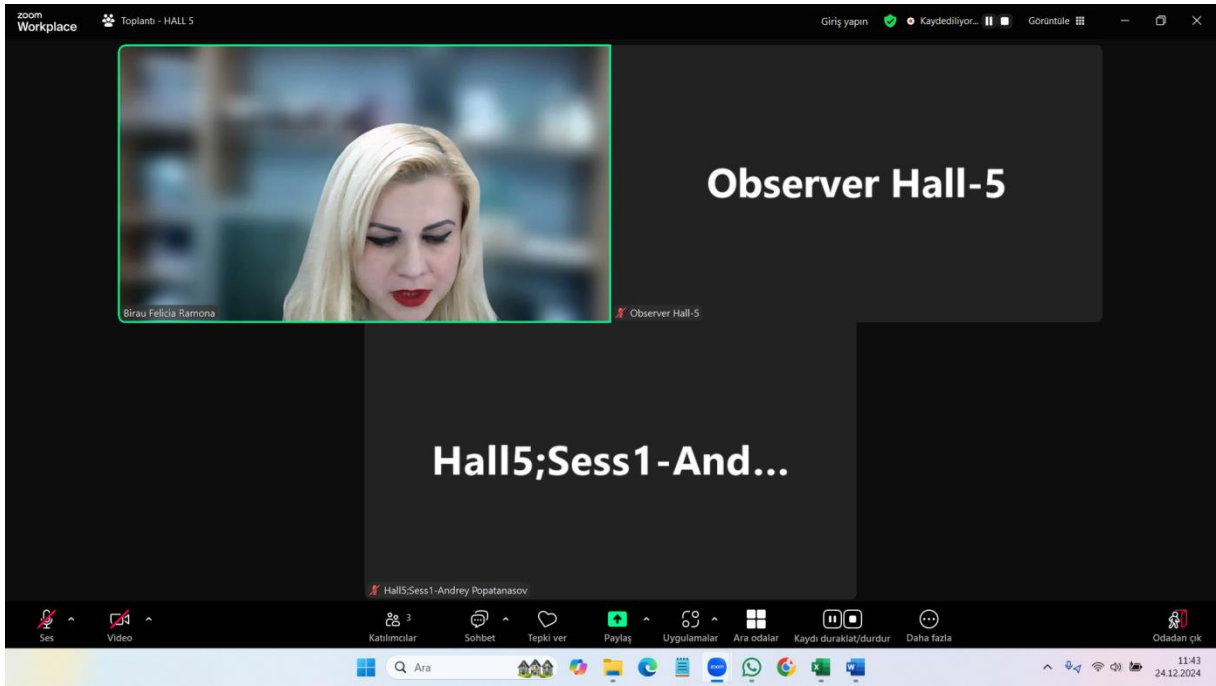 zoom
Workplace
Toplantı - HALL 5
Giriş yapın
Kaydediliyor...
Görüntüle
Birau Felicia Ramona
Observer Hall-5
Observer Hall-5
Hall5;Sess1-And...
Hall5;Sess1-Andrey Popatanasov
Ses
Video
3
Katılımcılar
Sohbet
Tepki ver
Paylaş
Uygulamalar
Ara odalar
Kaydı duraklat/durdur
Daha fazla
Odadan çık
Ara
zoom
11:43
24.12.2024